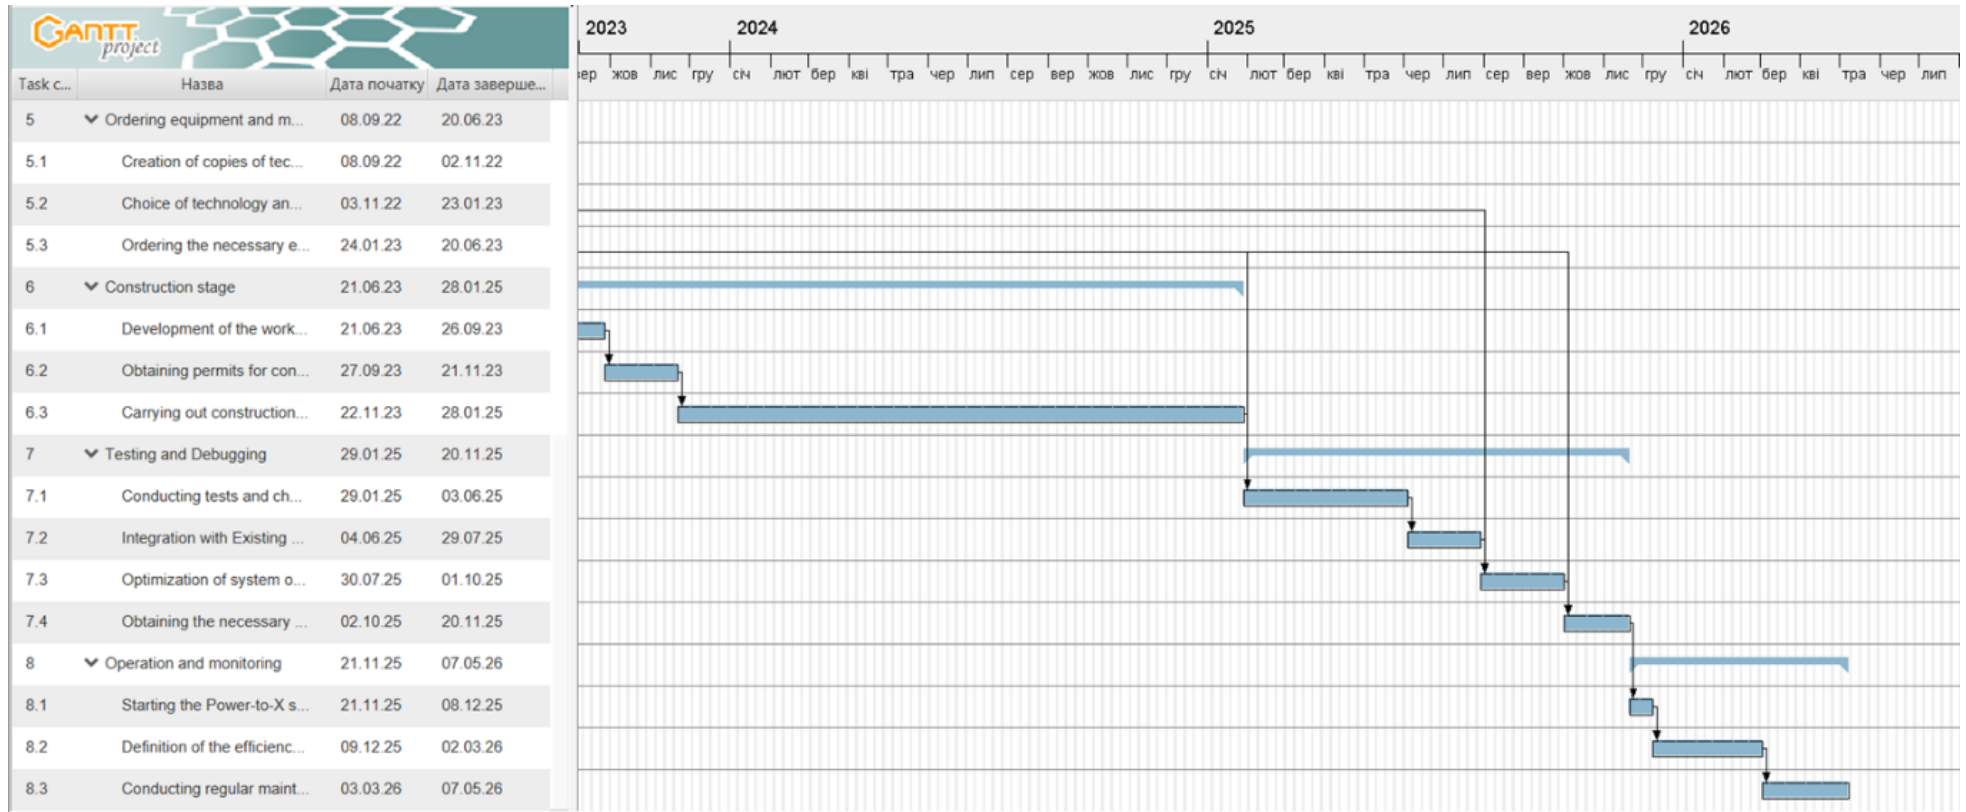 GANTT
project
2023 2024 2025 2026
вер жов лис гру січ лют бер кві тра чер лип сер вер жов лис гру січ лют бер кві тра чер лип сер вер жов лис гру січ лют бер кві тра чер лип
Task c... Назва Дата початку Дата заверше...
5 Ordering equipment and m... 08.09.22 20.06.23
5.1 Creation of copies of tec... 08.09.22 02.11.22
5.2 Choice of technology an... 03.11.22 23.01.23
5.3 Ordering the necessary e... 24.01.23 20.06.23
6 Construction stage 21.06.23 28.01.25
6.1 Development of the work... 21.06.23 26.09.23
6.2 Obtaining permits for con... 27.09.23 21.11.23
6.3 Carrying out construction... 22.11.23 28.01.25
7 Testing and Debugging 29.01.25 20.11.25
7.1 Conducting tests and ch... 29.01.25 03.06.25
7.2 Integration with Existing ... 04.06.25 29.07.25
7.3 Optimization of system o... 30.07.25 01.10.25
7.4 Obtaining the necessary ... 02.10.25 20.11.25
8 Operation and monitoring 21.11.25 07.05.26
8.1 Starting the Power-to-X s... 21.11.25 08.12.25
8.2 Definition of the efficienc... 09.12.25 02.03.26
8.3 Conducting regular maint... 03.03.26 07.05.26